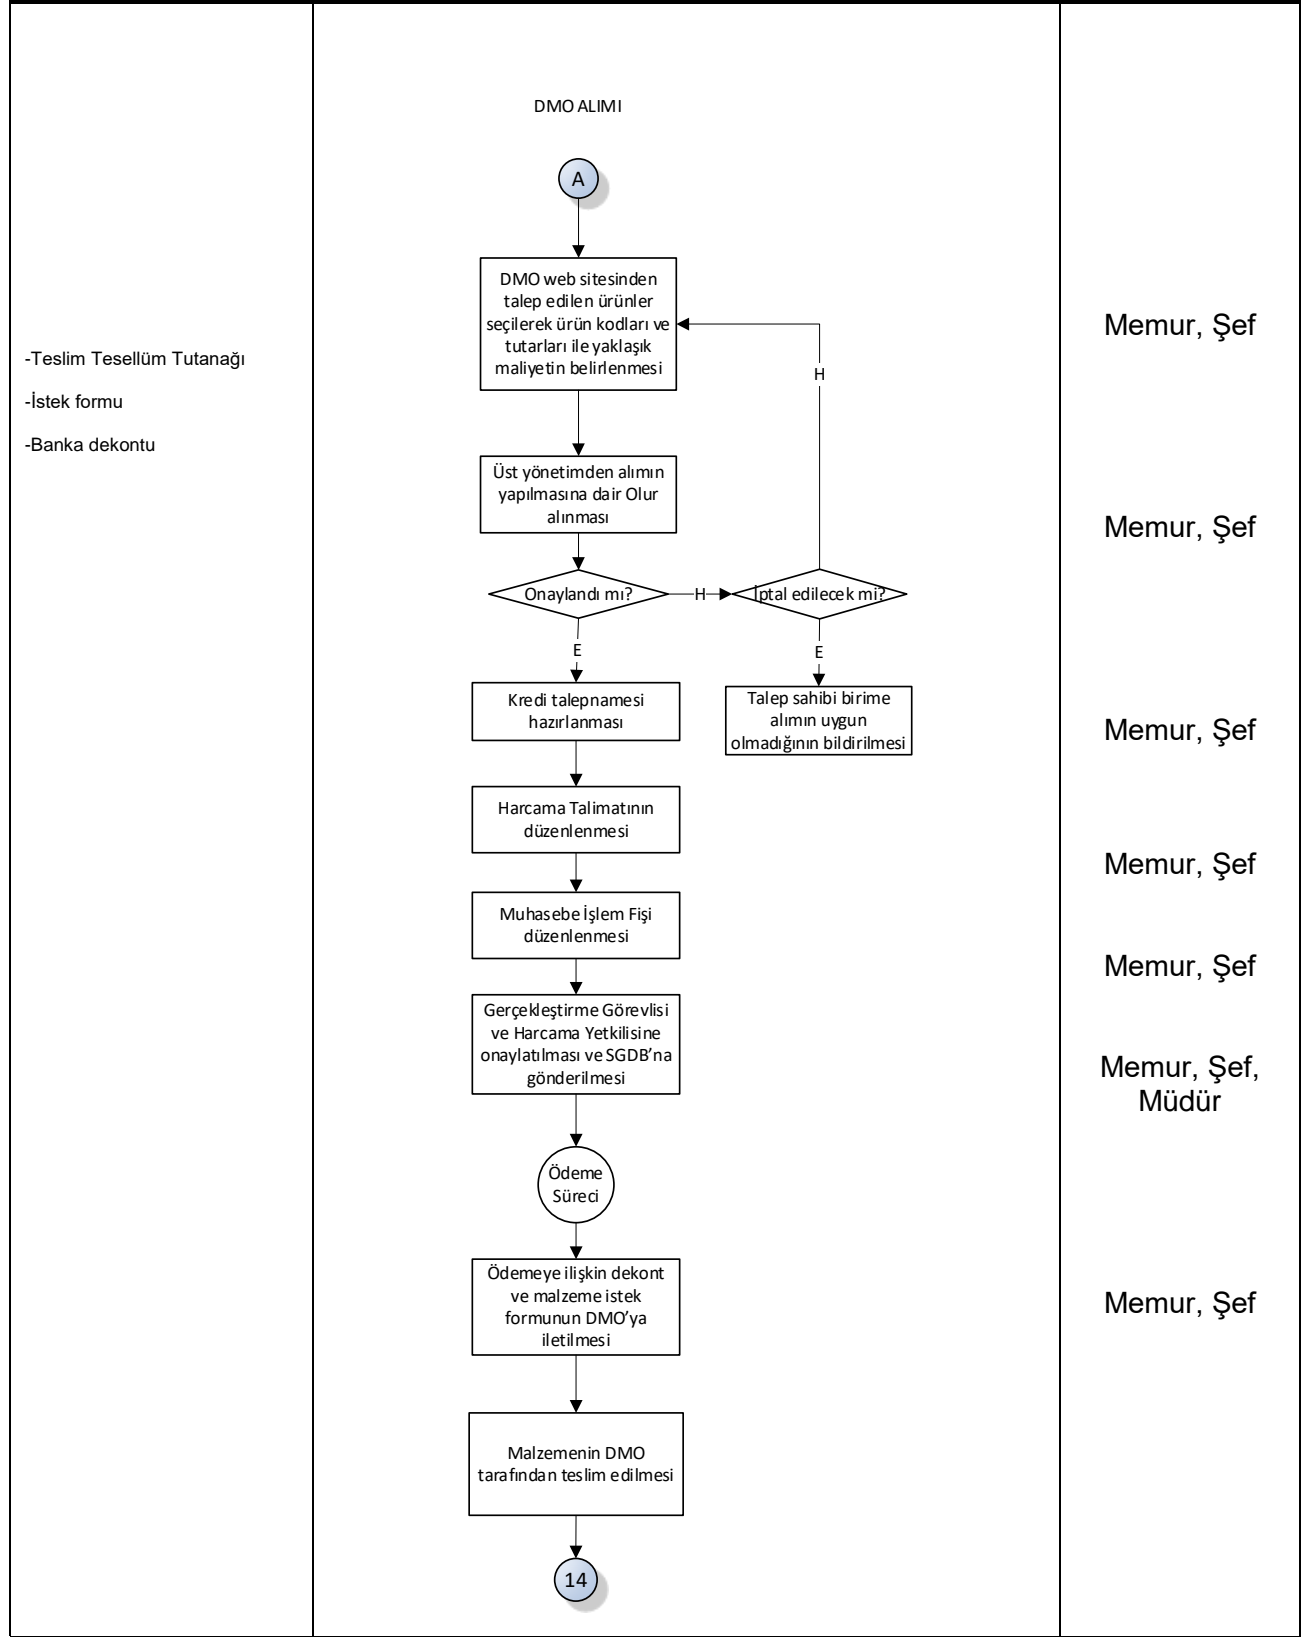 -Teslim Tesellüm Tutanağı
-İstek formu
-Banka dekontu
DMO ALIMI
A
DMO web sitesinden
talep edilen ürünler
seçilerek ürün kodları ve
tutarları ile yaklaşık
maliyetin belirlenmesi
H
Üst yönetimden alımın
yapılmasına dair Olur
alınması
Onaylandı mı?
H
İptal edilecek mi?
E
E
Kredi talepnamesi
hazırlanması
Talep sahibi birime
alımın uygun
olmadığının bildirilmesi
Harcama Talimatının
düzenlenmesi
Muhasebe İşlem Fişi
düzenlenmesi
Gerçekleştirme Görevlisi
ve Harcama Yetkilisine
onaylatılması ve SGDB’na
gönderilmesi
Ödeme
Süreci
Ödemeye ilişkin dekont
ve malzeme istek
formunun DMO’ya
iletilmesi
Malzemenin DMO
tarafından teslim edilmesi
14
Memur, Şef
Memur, Şef
Memur, Şef
Memur, Şef
Memur, Şef
Memur, Şef,
Müdür
Memur, Şef